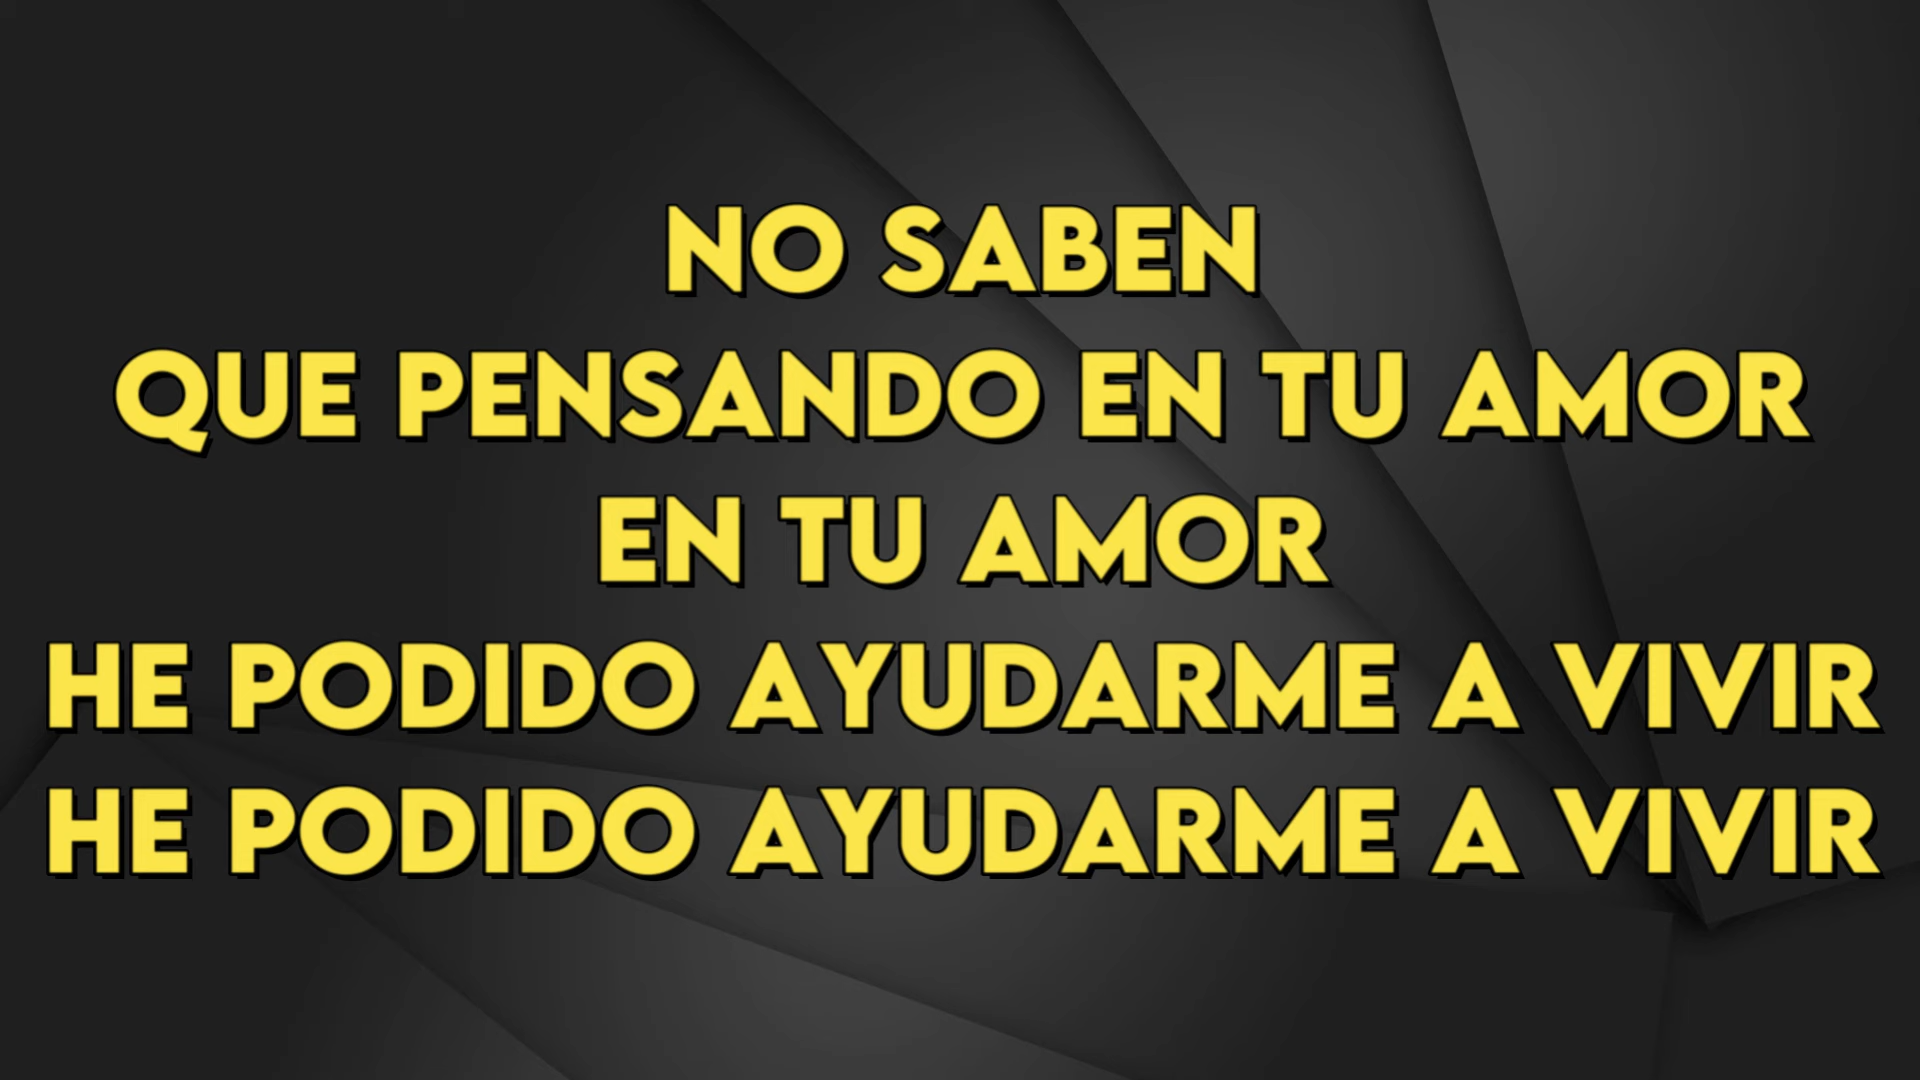 NO SABEN
QUE PENSANDO EN TU AMOR
EN TU AMOR
HE PODIDO AYUDARME A VIVIR
HE PODIDO AYUDARME A VIVIR